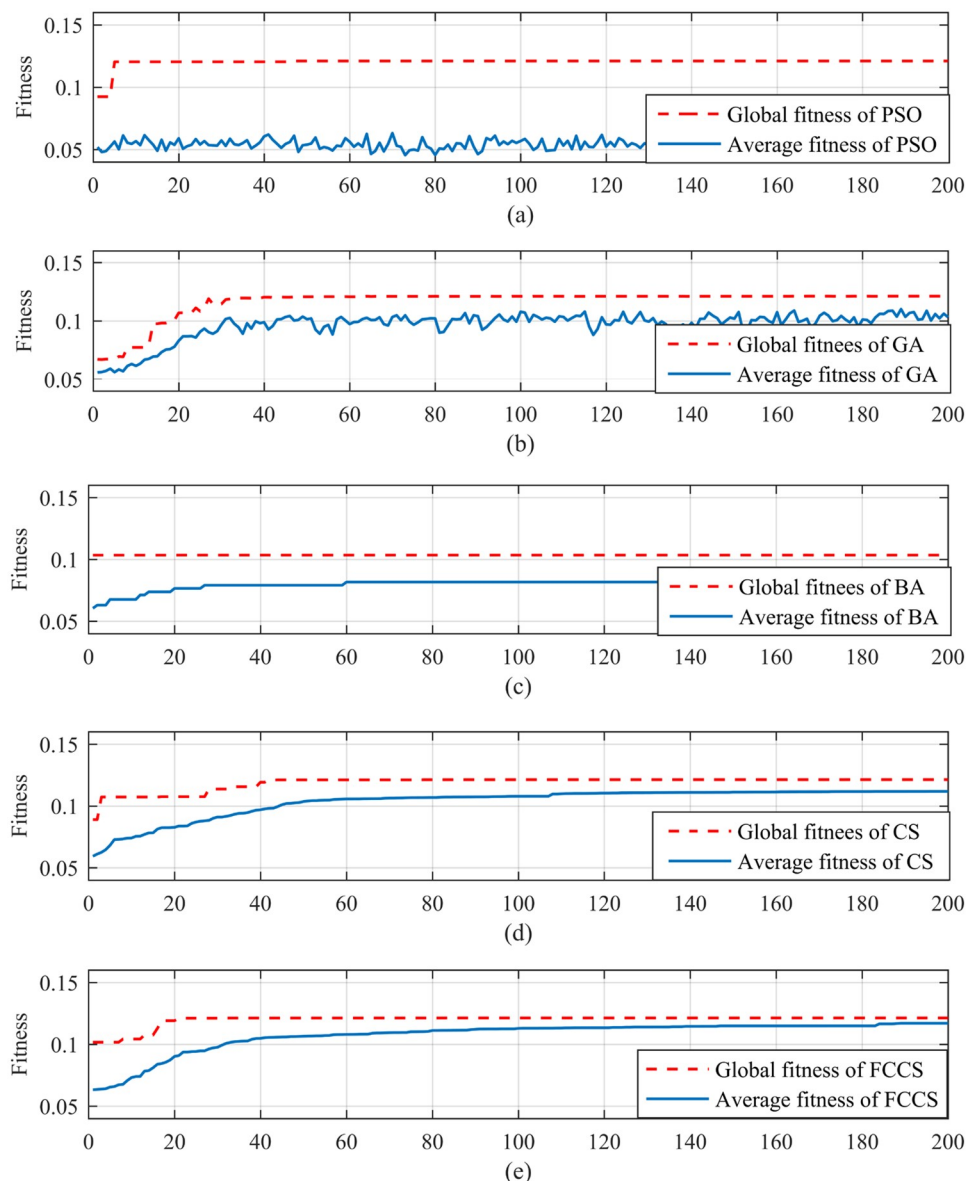 0.15
0.1
0.05
Fitness
Global fitness of PSO
Average fitness of PSO
0 20 40 60 80 100 120 140 160 180 200
(a)
0.15
0.1
0.05
Fitness
Global fitnees of GA
Average fitness of GA
0 20 40 60 80 100 120 140 160 180 200
(b)
0.15
0.1
0.05
Fitness
Global fitnees of BA
Average fitness of BA
0 20 40 60 80 100 120 140 160 180 200
(c)
0.15
0.1
0.05
Fitness
Global fitnees of CS
Average fitness of CS
0 20 40 60 80 100 120 140 160 180 200
(d)
0.15
0.1
0.05
Fitness
Global fitness of FCCS
Average fitness of FCCS
0 20 40 60 80 100 120 140 160 180 200
(e)